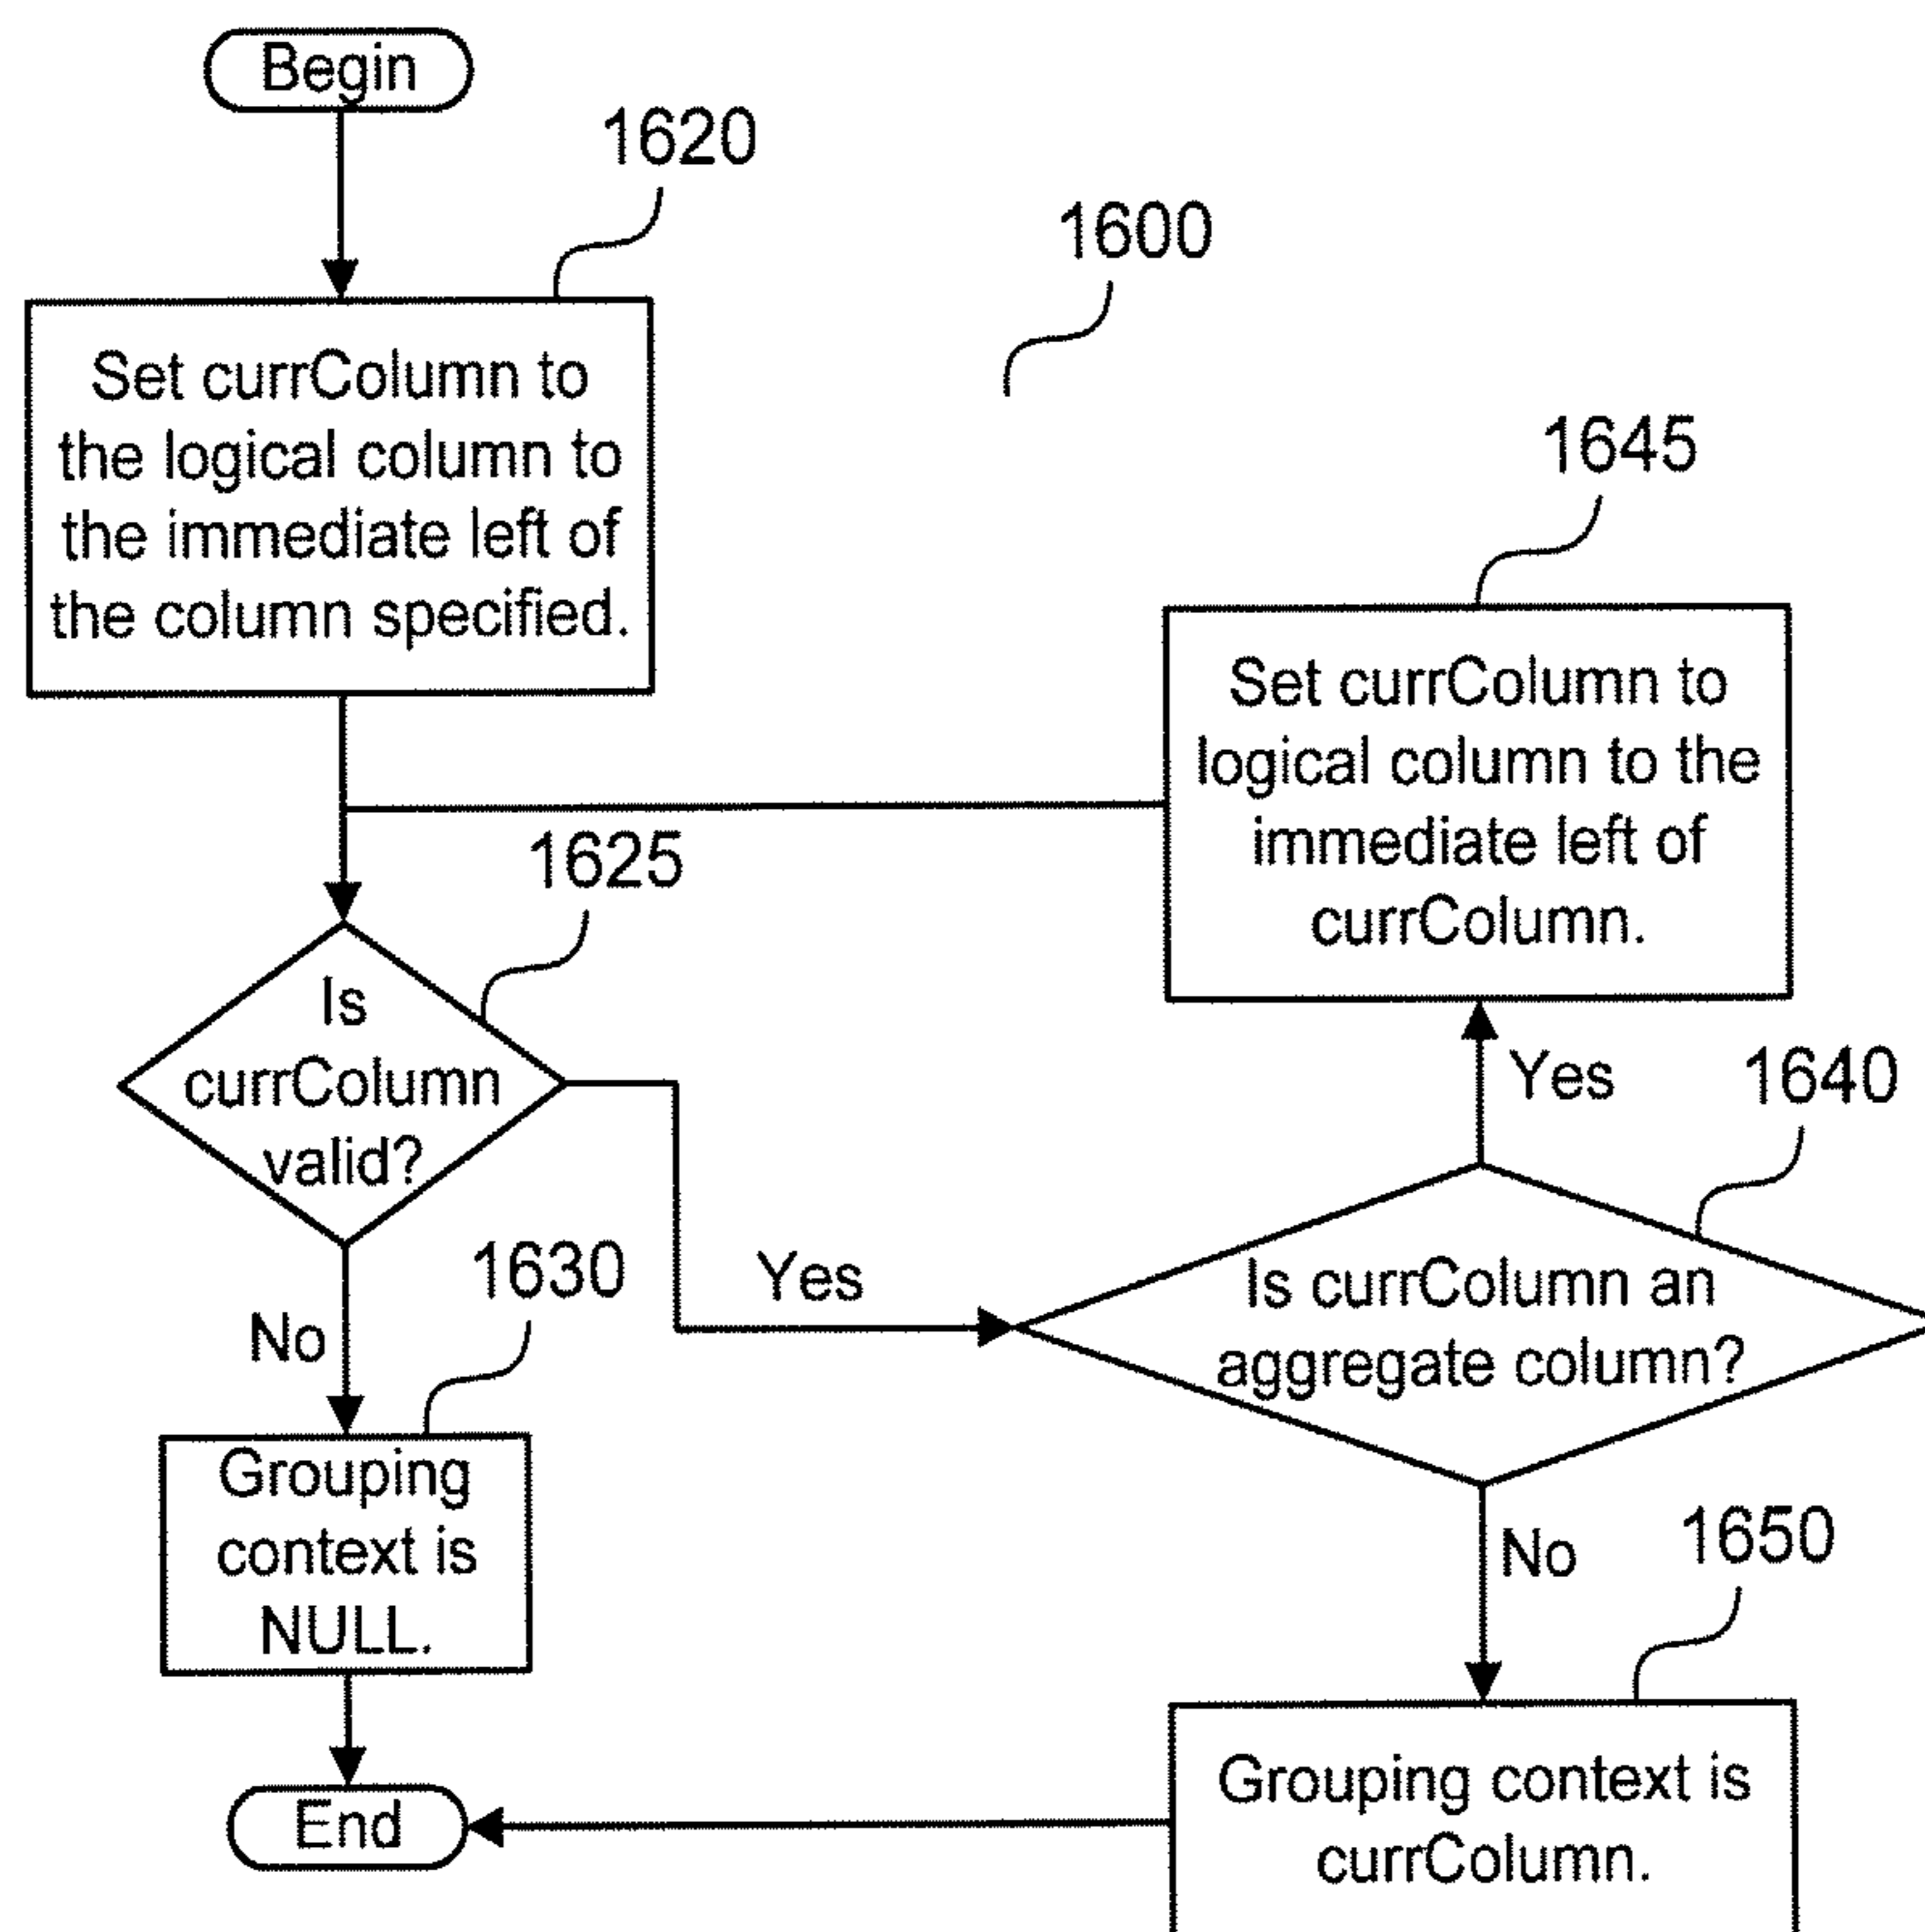 Begin
1620
1600
Set currColumn to
the logical column to
the immediate left of
the column specified.
1645
Set currColumn to
logical column to the
immediate left of
currColumn.
1625
Is
currColumn
valid?
Yes
No
1640
Is currColumn an
aggregate column?
Yes
No
1630
Grouping
context is
NULL.
1650
Grouping context is
currColumn.
End